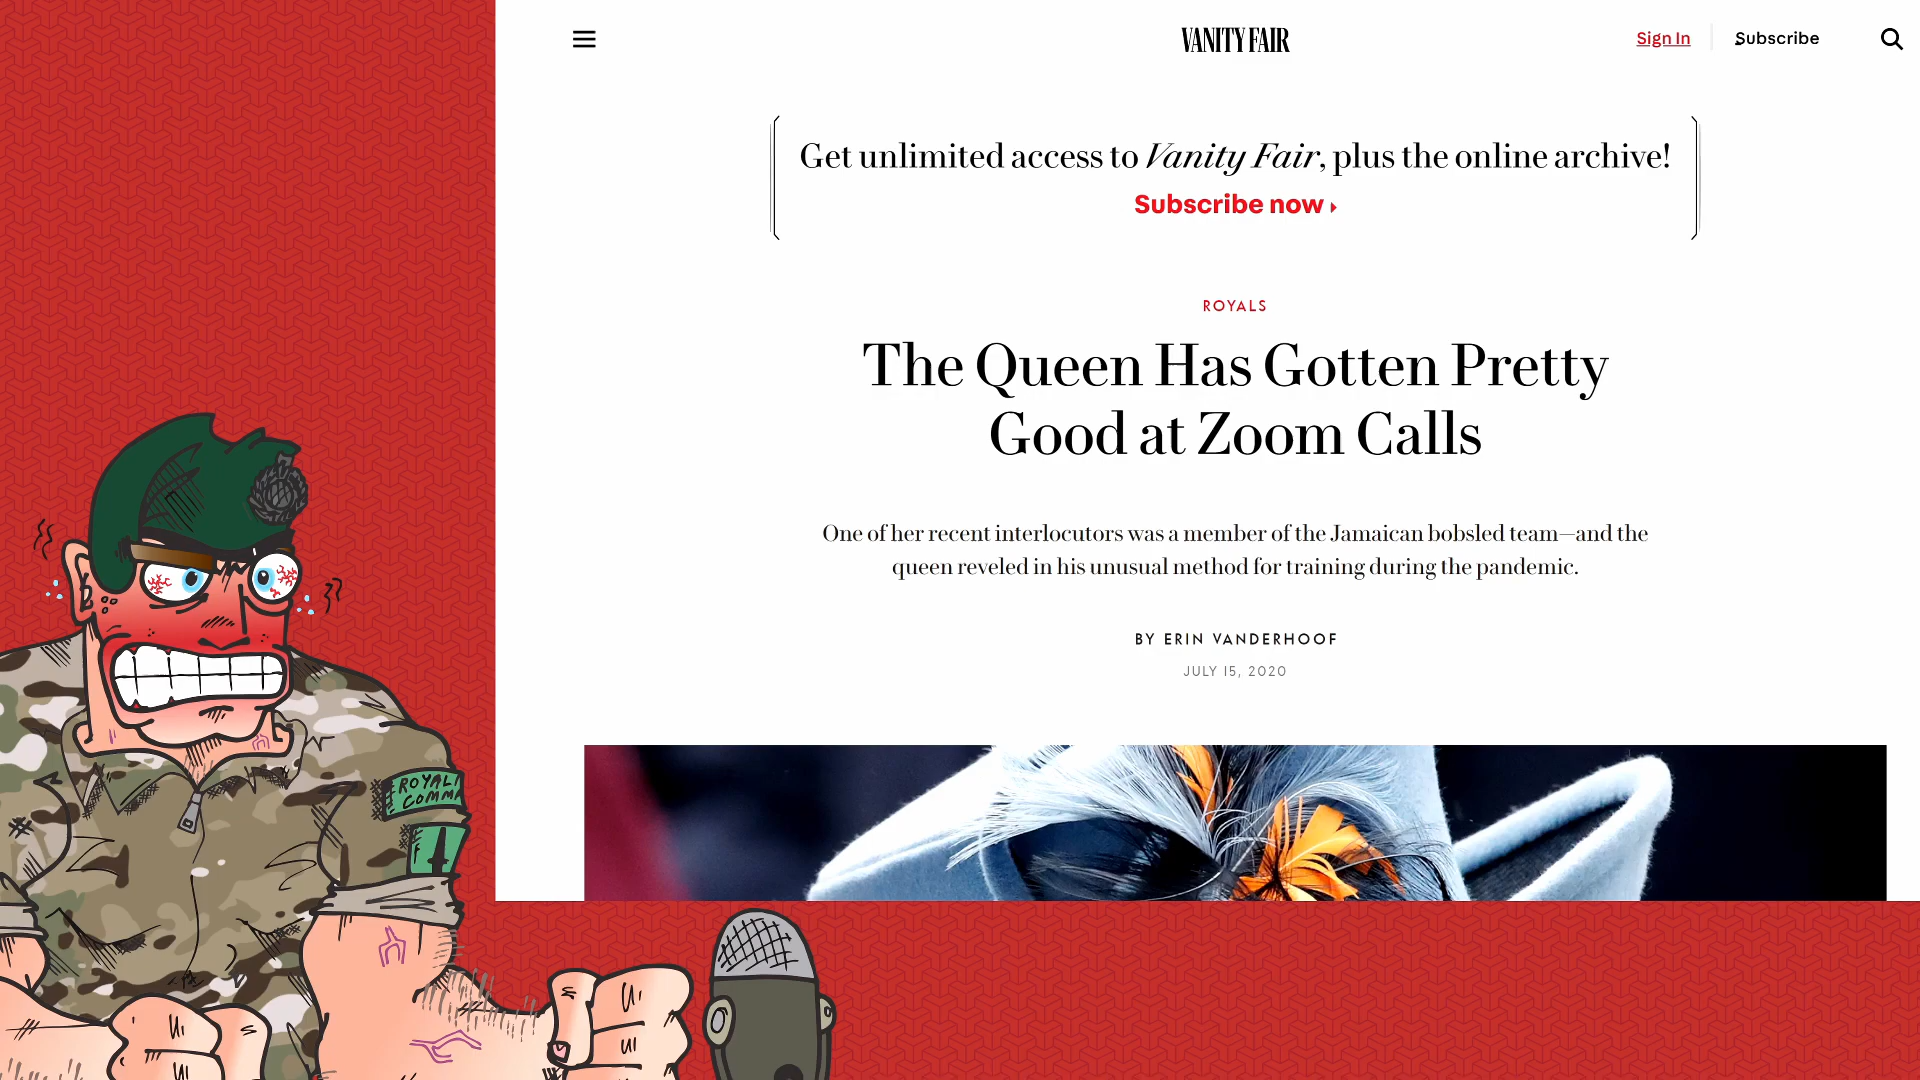 VANITY FAIR
Sign In
Subscribe
Get unlimited access to Vanity Fair, plus the online archive!
Subscribe now
ROYALS
The Queen Has Gotten Pretty
Good at Zoom Calls
One of her recent interlocutors was a member of the Jamaican bobsled team—and the
queen reveled in his unusual method for training during the pandemic.
BY ERIN VANDERHOOF
JULY 15, 2020
ROYAL
COMMA